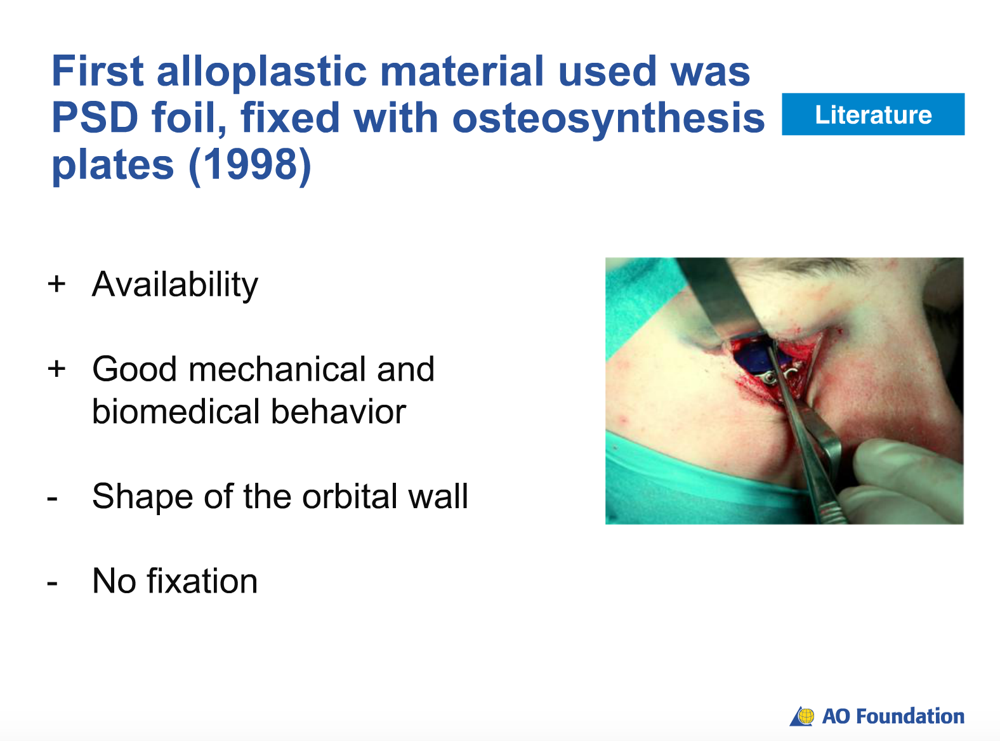 First alloplastic material used was
PSD foil, fixed with osteosynthesis
plates (1998)
Literature
+ Availability
+ Good mechanical and
biomedical behavior
- Shape of the orbital wall
- No fixation
AO Foundation